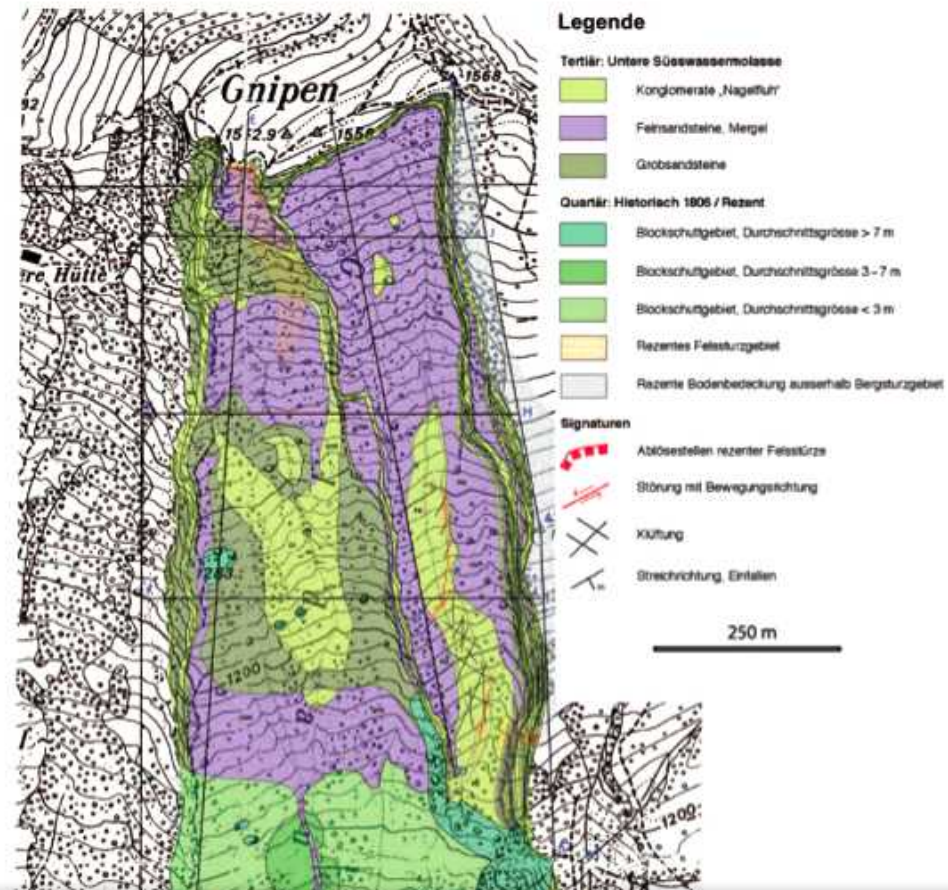 Legende
Tertiär: Untere Süsswassermolasse
Konglomerate „Nagelfluh"
Feinsandsteine, Mergel
Grobsandsteine
Quartär: Historisch 1806 / Rezent
Blockschuttgebiet, Durchschnittsgrösse > 7 m
Blockschuttgebiet, Durchschnittsgrösse 3 - 7 m
Blockschuttgebiet, Durchschnittsgrösse < 3 m
Rezentes Felssturzgebiet
Rezente Bodenbedeckung ausserhalb Bergsturzgebiet
Signaturen
Ablösestellen rezenter Felsstürze
Störung mit Bewegungsrichtung
Klüftung
Streichrichtung, Einfallen
250 m
Gnipen
1568
ere Hütte
H
1200
1200